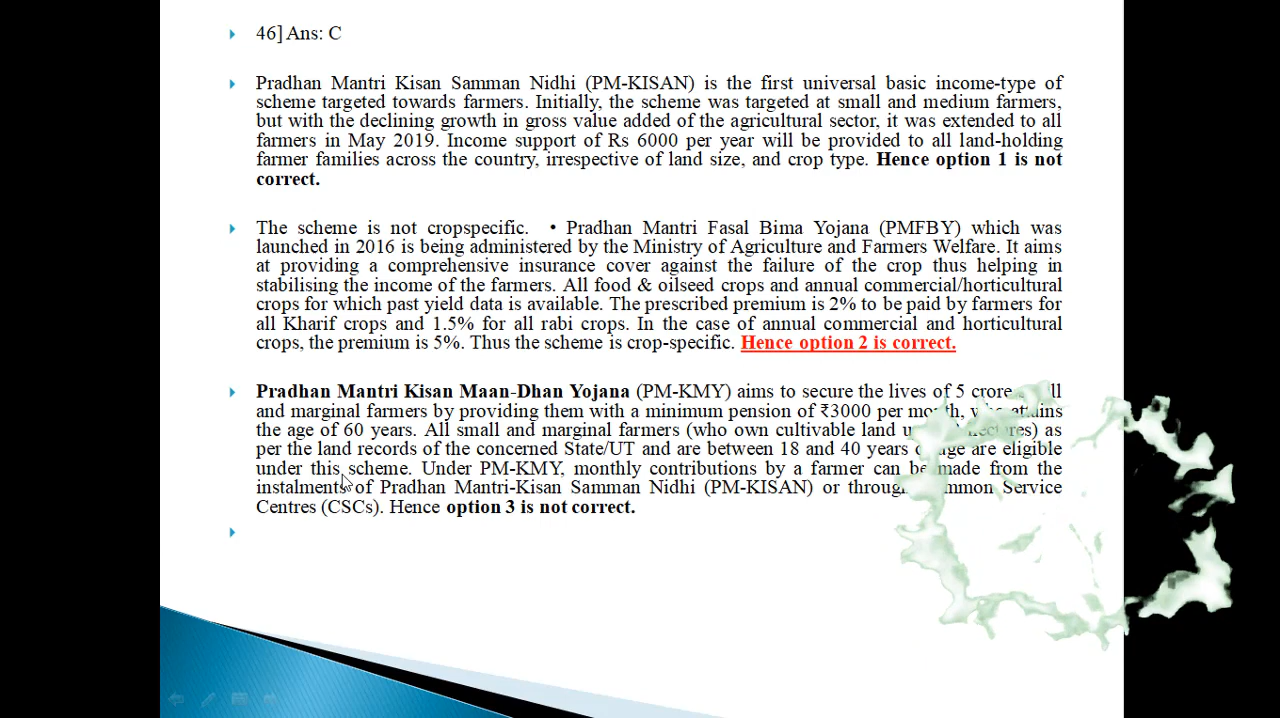 46] Ans: C
Pradhan Mantri Kisan Samman Nidhi (PM-KISAN) is the first universal basic income-type of
scheme targeted towards farmers. Initially, the scheme was targeted at small and medium farmers,
but with the declining growth in gross value added of the agricultural sector, it was extended to all
farmers in May 2019. Income support of Rs 6000 per year will be provided to all land-holding
farmer families across the country, irrespective of land size, and crop type. Hence option 1 is not
correct.
The scheme is not cropspecific. • Pradhan Mantri Fasal Bima Yojana (PMFBY) which was
launched in 2016 is being administered by the Ministry of Agriculture and Farmers Welfare. It aims
at providing a comprehensive insurance cover against the failure of the crop thus helping in
stabilising the income of the farmers. All food & oilseed crops and annual commercial/horticultural
crops for which past yield data is available. The prescribed premium is 2% to be paid by farmers for
all Kharif crops and 1.5% for all rabi crops. In the case of annual commercial and horticultural
crops, the premium is 5%. Thus the scheme is crop-specific. Hence option 2 is correct.
Pradhan Mantri Kisan Maan-Dhan Yojana (PM-KMY) aims to secure the lives of 5 crore
and marginal farmers by providing them with a minimum pension of ₹3000 per month,
the age of 60 years. All small and marginal farmers (who own cultivable land hectares) as
per the land records of the concerned State/UT and are between 18 and 40 years age are eligible
under this scheme. Under PM-KMY, monthly contributions by a farmer can be made from the
instalments of Pradhan Mantri-Kisan Samman Nidhi (PM-KISAN) or through Service
Centres (CSCs). Hence option 3 is not correct.